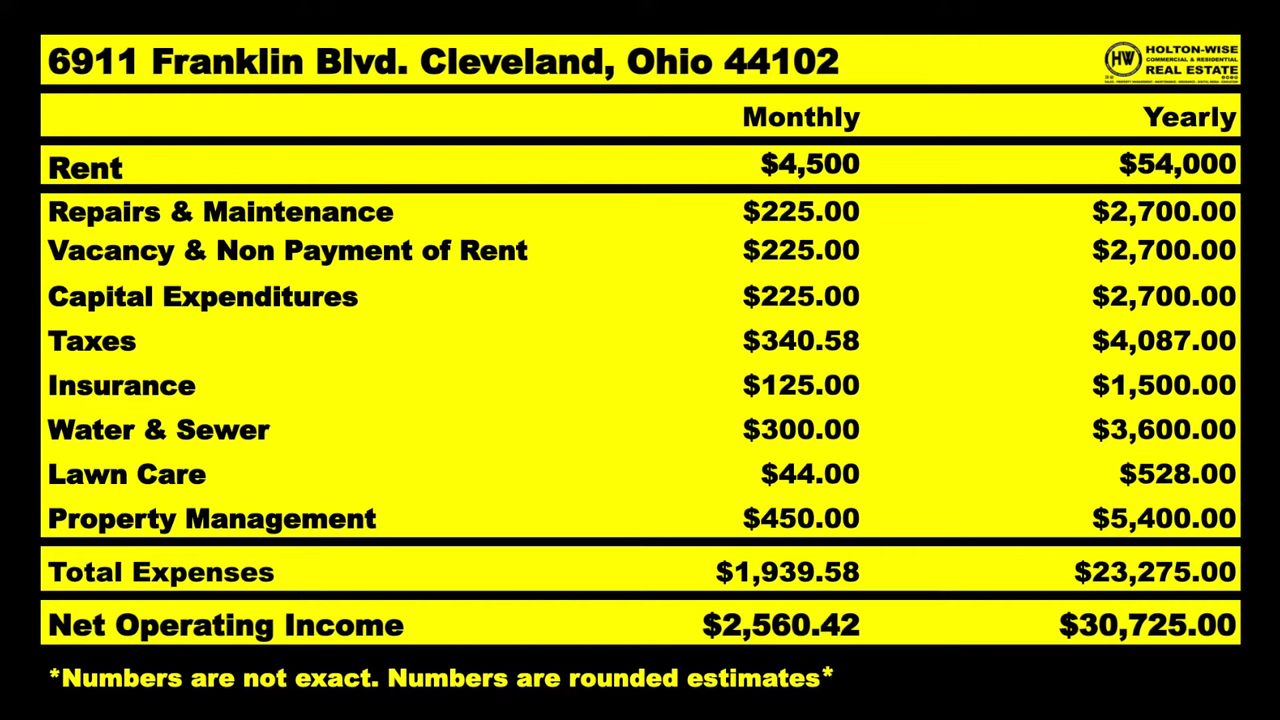 6911 Franklin Blvd. Cleveland, Ohio 44102
HW
HOLTON-WISE
COMMERCIAL & RESIDENTIAL
REAL ESTATE
Monthly Yearly
Rent $4,500 $54,000
Repairs & Maintenance $225.00 $2,700.00
Vacancy & Non Payment of Rent $225.00 $2,700.00
Capital Expenditures $225.00 $2,700.00
Taxes $340.58 $4,087.00
Insurance $125.00 $1,500.00
Water & Sewer $300.00 $3,600.00
Lawn Care $44.00 $528.00
Property Management $450.00 $5,400.00
Total Expenses $1,939.58 $23,275.00
Net Operating Income $2,560.42 $30,725.00
*Numbers are not exact. Numbers are rounded estimates*